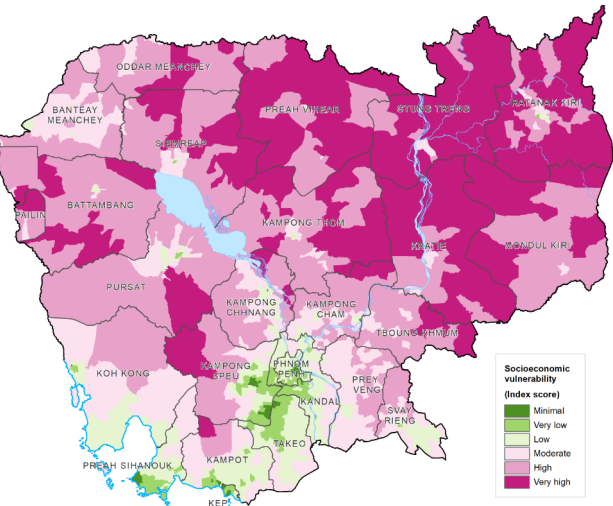 ODDAR MEANCHEY
BANTEAY
MEANCHEY
PREAH VIHEAR
STUNG TRENG
RATANAK KIRI
SIEMREAP
BATTAMBANG
PAILIN
KAMPONG THOM
KRATIE
MONDUL KIRI
PURSAT
KAMPONG
CHHNANG
KAMPONG
CHAM
TBOUNG KHMUM
KOH KONG
KAMPONG
SPEU
PHNOM
PENH
PREY
VENG
KANDAL
SVAY
RIENG
TAKEO
KAMPOT
PREAH SIHANOUK
KEP
Socioeconomic
vulnerability
(Index score)
Minimal
Very low
Low
Moderate
High
Very high